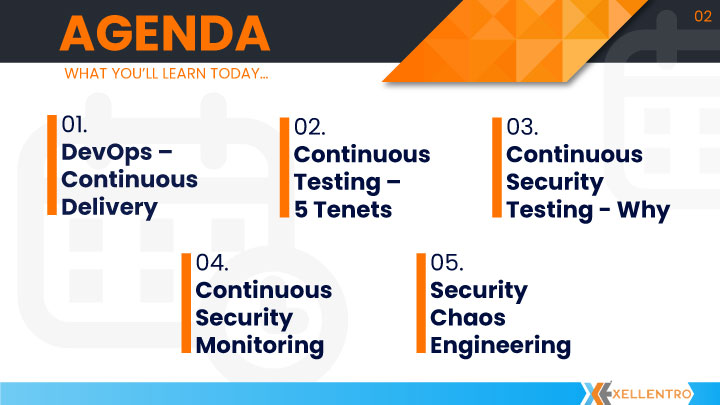 AGENDA
02
WHAT YOU'LL LEARN TODAY...
01.
DevOps –
Continuous
Delivery
02.
Continuous
Testing –
5 Tenets
03.
Continuous
Security
Testing - Why
04.
Continuous
Security
Monitoring
05.
Security
Chaos
Engineering
XELLENTRO